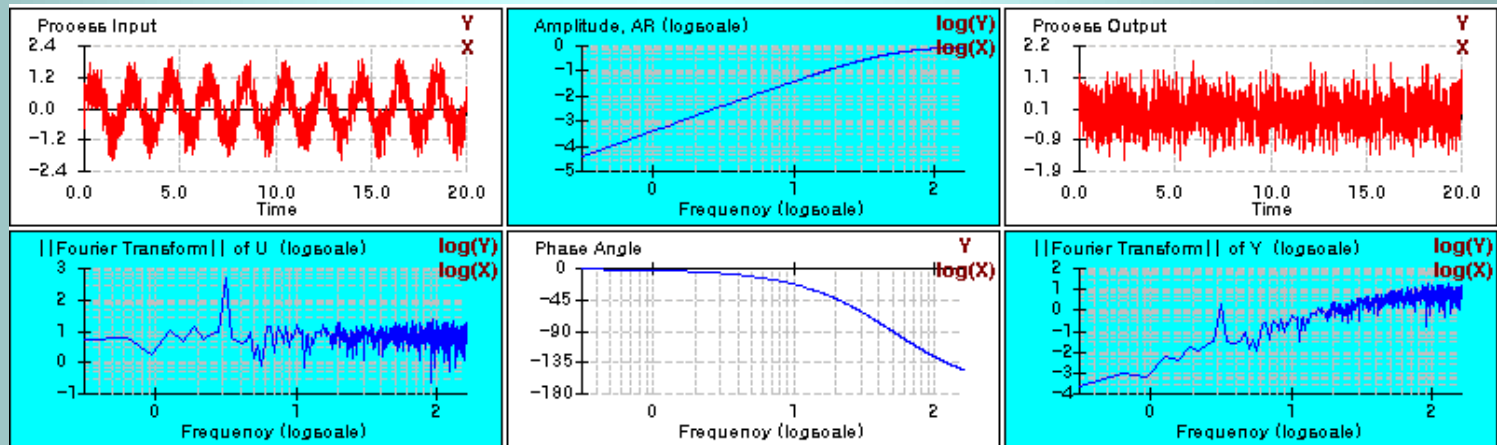 Process Input
Y
X
2.4
1.2
0.0
-1.2
-2.4
0.0
5.0
10.0
15.0
20.0
Time
Amplitude, AR (logscale)
log(Y)
log(X)
0
-1
-2
-3
-4
-5
0
1
2
Frequency (logscale)
Process Output
Y
X
2.2
1.1
0.1
-0.9
-1.9
0.0
5.0
10.0
15.0
20.0
Time
||Fourier Transform|| of U (logscale)
log(Y)
log(X)
3
2
1
0
-1
0
1
2
Frequency (logscale)
Phase Angle
Y
log(X)
0
-45
-90
-135
-180
0
1
2
Frequency (logscale)
||Fourier Transform|| of Y (logscale)
log(Y)
log(X)
2
1
0
-1
-2
-3
-4
0
1
2
Frequency (logscale)